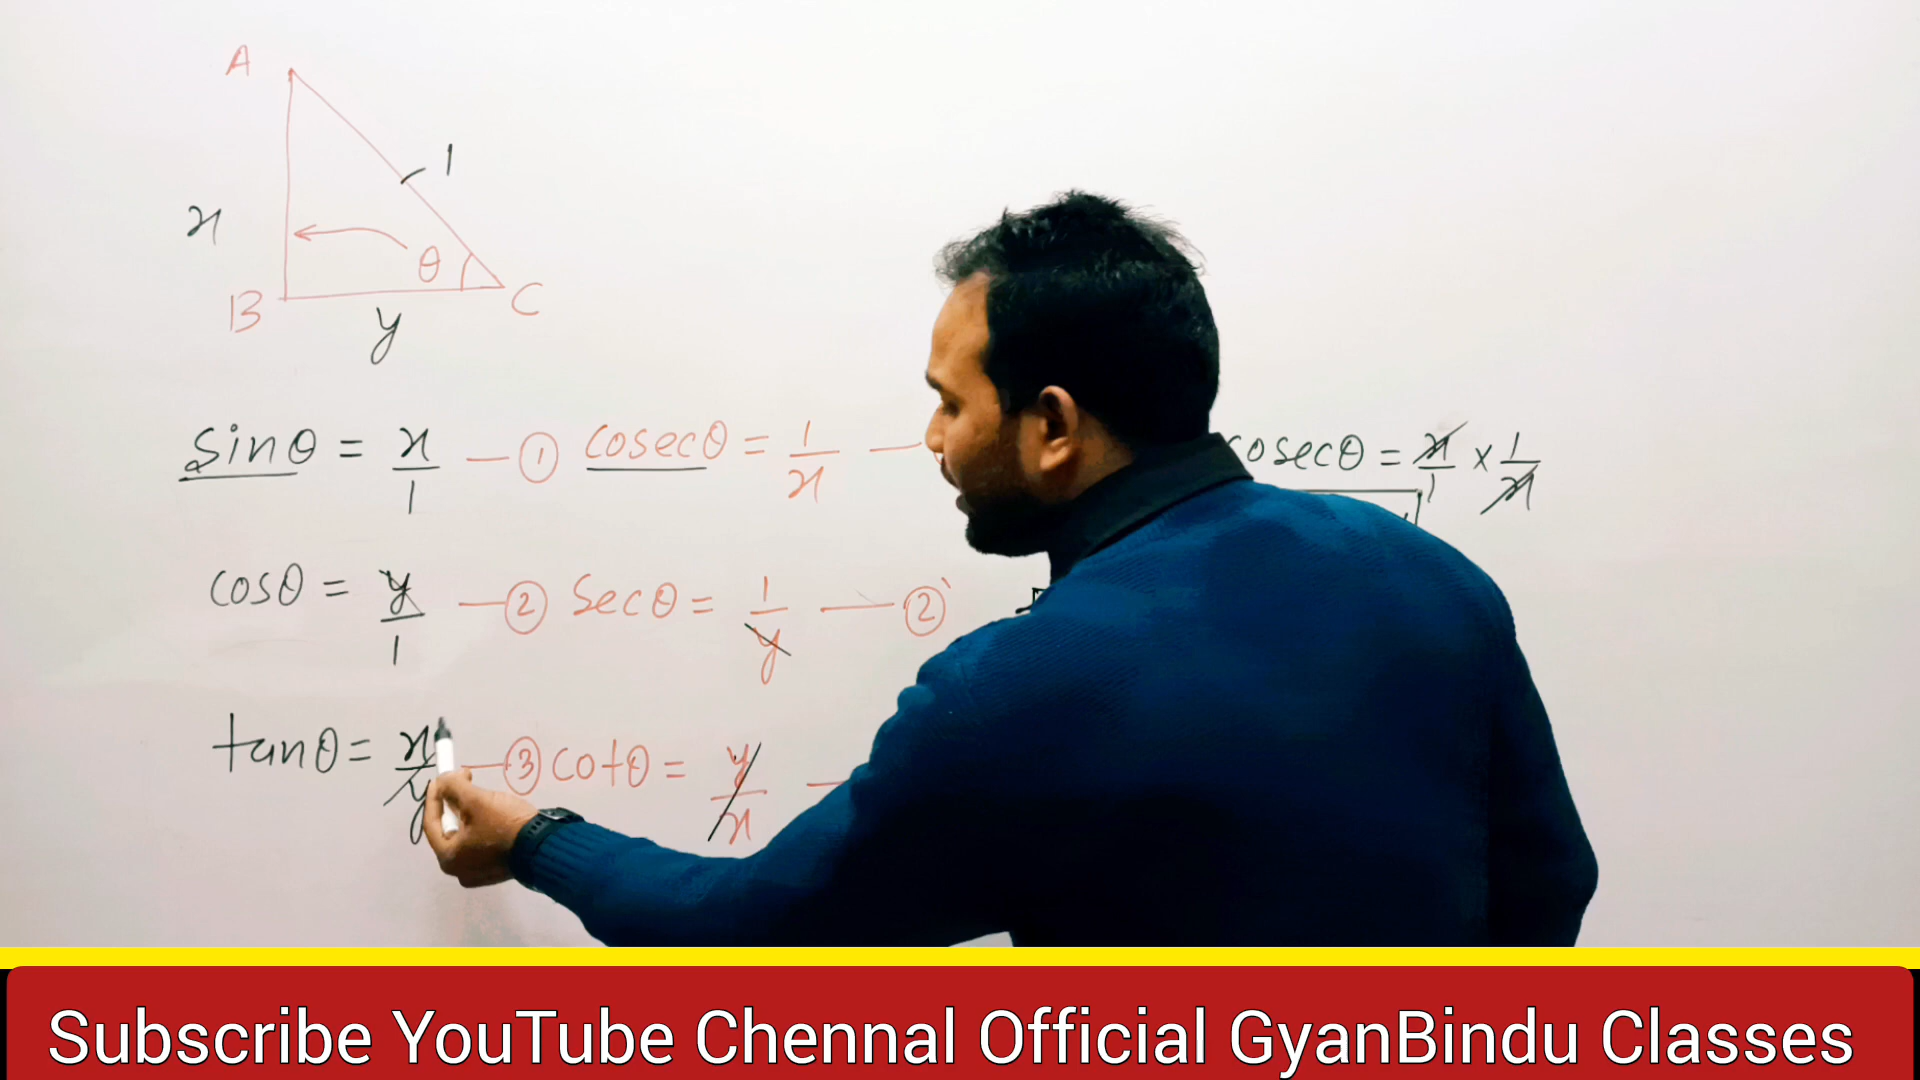 A
1
x
θ
B
C
y
sinθ = x/1 — ① cosecθ = 1/x —
cosecθ = x/1 × 1/x
cosθ = y/1 — ② secθ = 1/y — ②'
tanθ = x/y — ③ cotθ = y/x —
Subscribe YouTube Chennal Official GyanBindu Classes